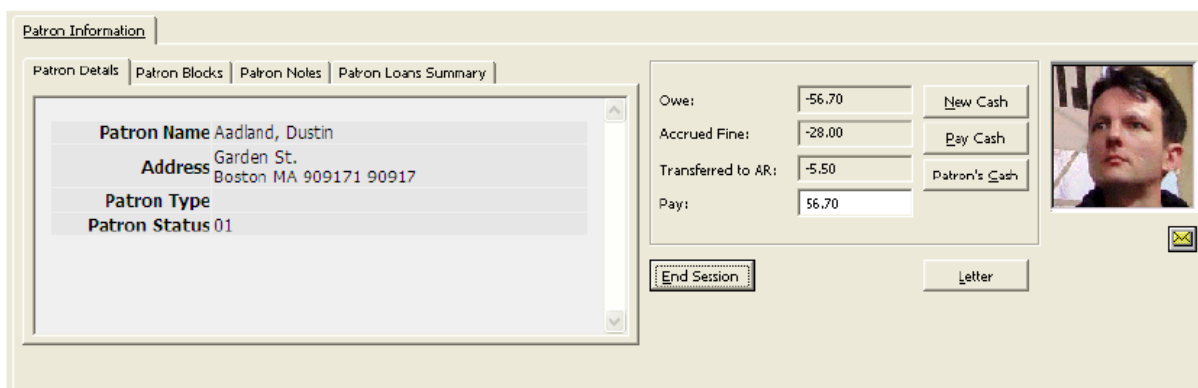 Patron Information
Patron Details
Patron Blocks
Patron Notes
Patron Loans Summary
Patron Name Aadland, Dustin
Address Garden St.
Boston MA 909171 90917
Patron Type
Patron Status 01
Owe: -56.70
Accrued Fine: -28.00
Transferred to AR: -5.50
Pay: 56.70
New Cash
Pay Cash
Patron's Cash
End Session
Letter